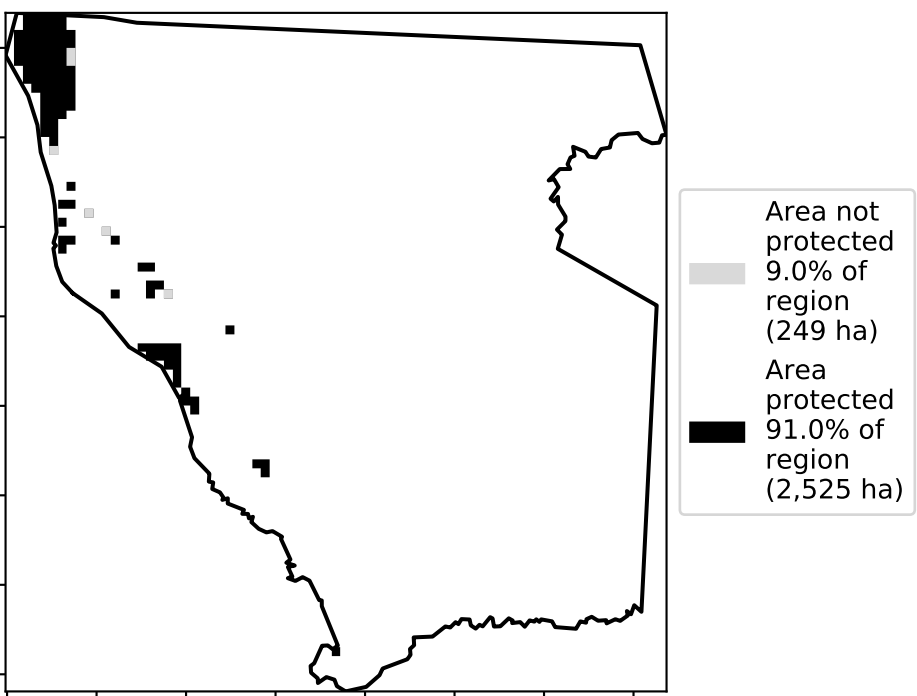 Area not
protected
9.0% of
region
(249 ha)
Area
protected
91.0% of
region
(2,525 ha)